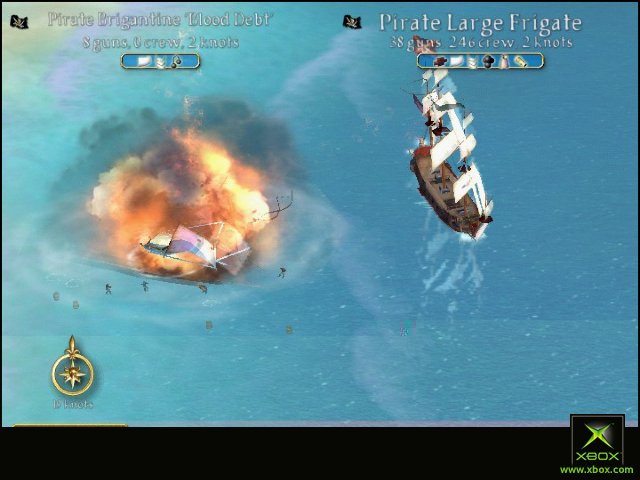 Pirate Brigantine 'Blood Debt'
8 guns, 0 crew, 2 knots
Pirate Large Frigate
38 guns, 246 crew, 2 knots
knots
XBOX
www.xbox.com